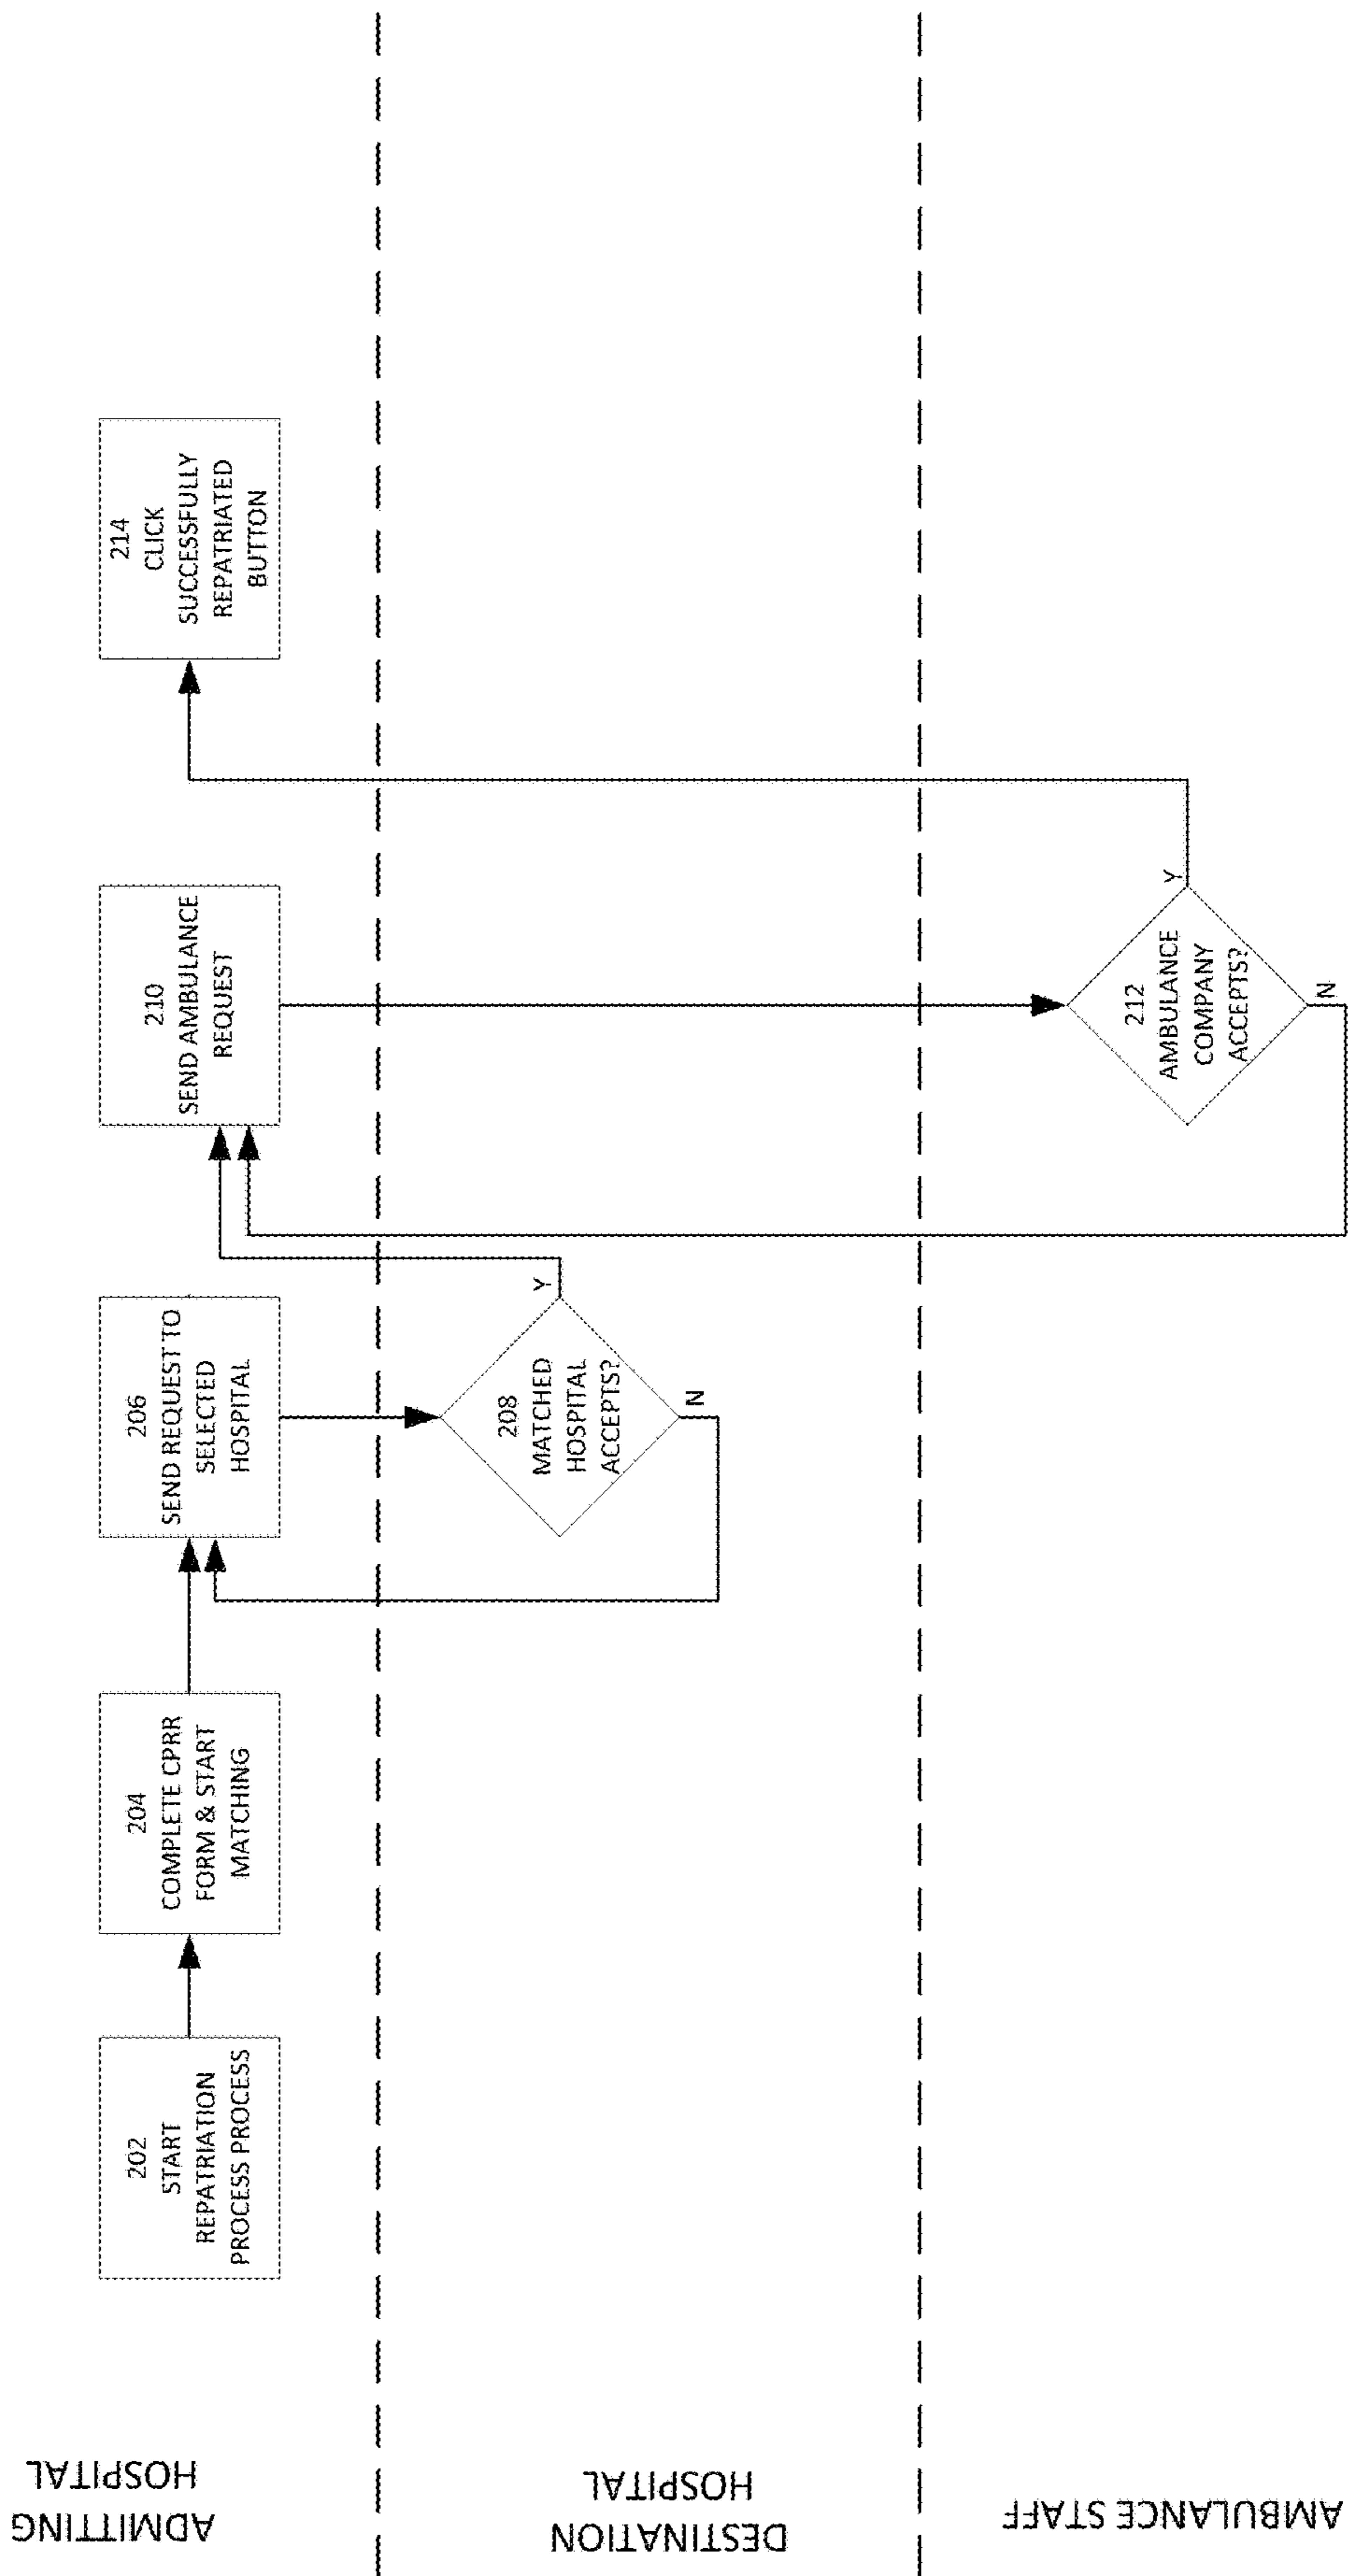 ADMITTING
HOSPITAL
202
START
REPATRIATION
PROCESS PROCESS
204
COMPLETE CPRR
FORM & START
MATCHING
206
SEND REQUEST TO
SELECTED
HOSPITAL
210
SEND AMBULANCE
REQUEST
214
CLICK
SUCCESSFULLY
REPATRIATED
BUTTON
DESTINATION
HOSPITAL
208
MATCHED
HOSPITAL
ACCEPTS?
Y
N
AMBULANCE STAFF
212
AMBULANCE
COMPANY
ACCEPTS?
Y
N